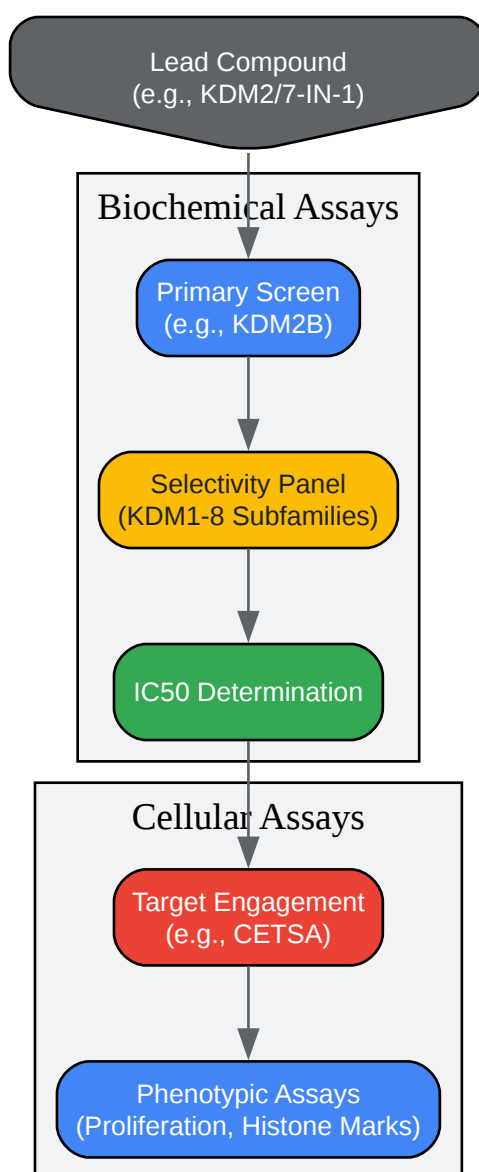 Lead Compound
(e.g., KDM2/7-IN-1)
Biochemical Assays
Primary Screen
(e.g., KDM2B)
Selectivity Panel
(KDM1-8 Subfamilies)
IC50 Determination
Cellular Assays
Target Engagement
(e.g., CETSA)
Phenotypic Assays
(Proliferation, Histone Marks)